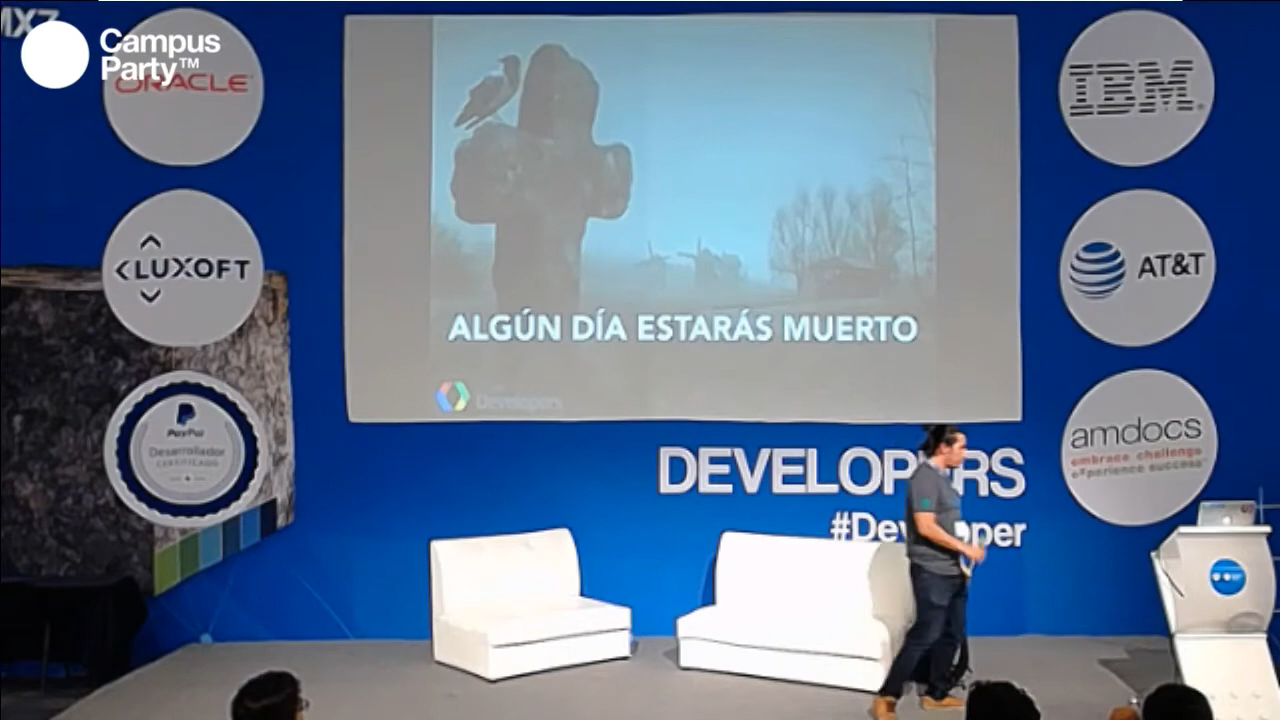 MX7
Campus
Party™
ORACLE
LUXOFT
PayPal
Desarrollador
CERTIFICADO
ALGÚN DÍA ESTARÁS MUERTO
Developers
DEVELOPERS
#Developer
IBM
AT&T
amdocs
embrace challenge
experience success